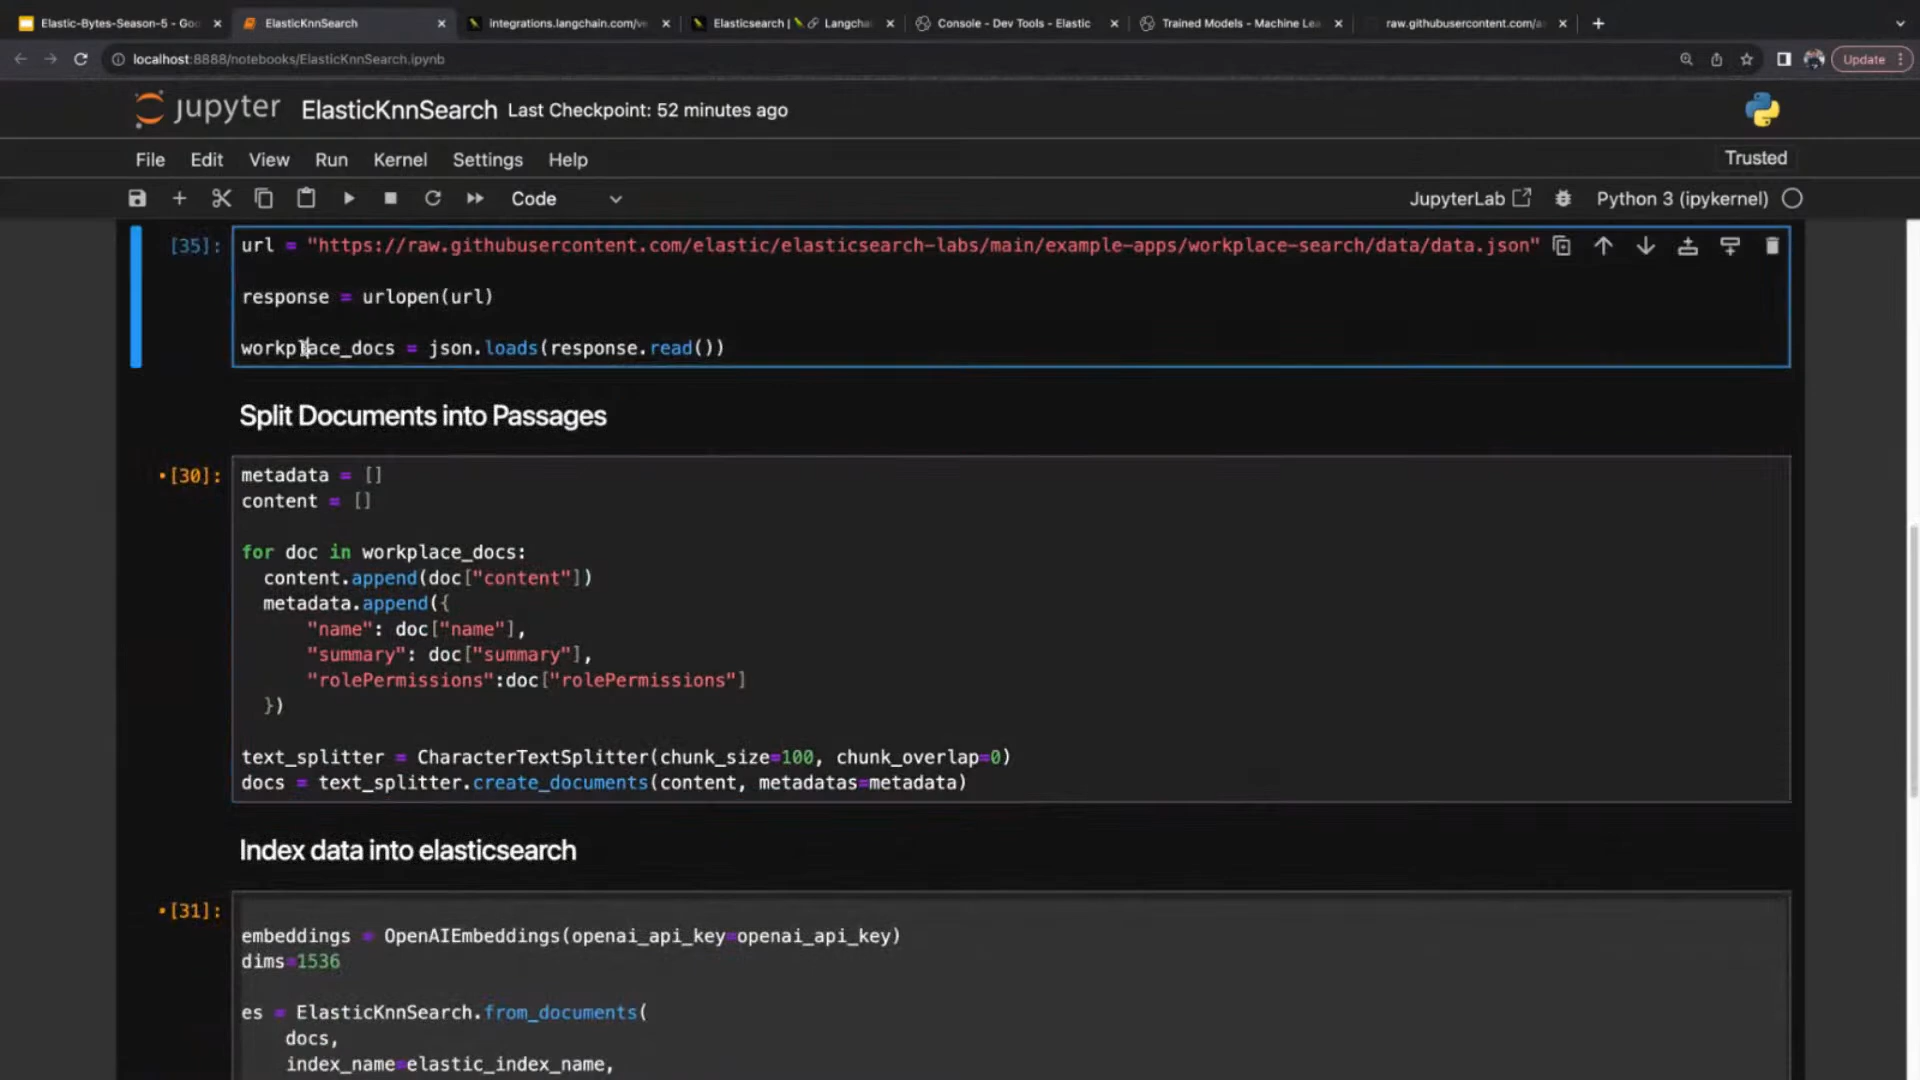 Elastic-Bytes-Season-5 - Goo
ElasticKnnSearch
integrations.langchain.com/ve
Elasticsearch | Langcha
Console - Dev Tools - Elastic
Trained Models - Machine Lea
raw.githubusercontent.com/
localhost:8888/notebooks/ElasticKnnSearch.ipynb
Update
jupyter ElasticKnnSearch Last Checkpoint: 52 minutes ago
File Edit View Run Kernel Settings Help Trusted
Code JupyterLab Python 3 (ipykernel)
[35]: url = "https://raw.githubusercontent.com/elastic/elasticsearch-labs/main/example-apps/workplace-search/data/data.json"
response = urlopen(url)
workplace_docs = json.loads(response.read())
Split Documents into Passages
•[30]: metadata = []
content = []
for doc in workplace_docs:
content.append(doc["content"])
metadata.append({
"name": doc["name"],
"summary": doc["summary"],
"rolePermissions":doc["rolePermissions"]
})
text_splitter = CharacterTextSplitter(chunk_size=100, chunk_overlap=0)
docs = text_splitter.create_documents(content, metadatas=metadata)
Index data into elasticsearch
•[31]:
embeddings = OpenAIEmbeddings(openai_api_key=openai_api_key)
dims=1536
es = ElasticKnnSearch.from_documents(
docs,
index_name=elastic_index_name,